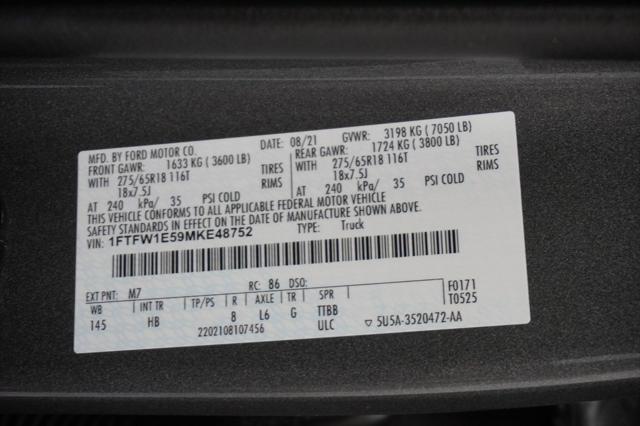 MFD. BY FORD MOTOR CO. DATE: 08/21 GVWR: 3198 KG ( 7050 LB)
FRONT GAWR: 1633 KG ( 3600 LB) REAR GAWR: 1724 KG ( 3800 LB)
WITH 275/65R18 116T TIRES WITH 275/65R18 116T TIRES
18x7.5J RIMS 18x7.5J RIMS
AT 240 kPa/ 35 PSI COLD AT 240 kPa/ 35 PSI COLD
THIS VEHICLE CONFORMS TO ALL APPLICABLE FEDERAL MOTOR VEHICLE
SAFETY STANDARDS IN EFFECT ON THE DATE OF MANUFACTURE SHOWN ABOVE.
VIN: 1FTFW1E59MKE48752 TYPE: Truck
EXT PNT: M7 RC: 86 DSO: F0171
WB INT TR TP/PS R AXLE TR SPR T0525
145 HB 8 L6 G TTBB
2202108107456 ULC ▽ 5U5A-3520472-AA